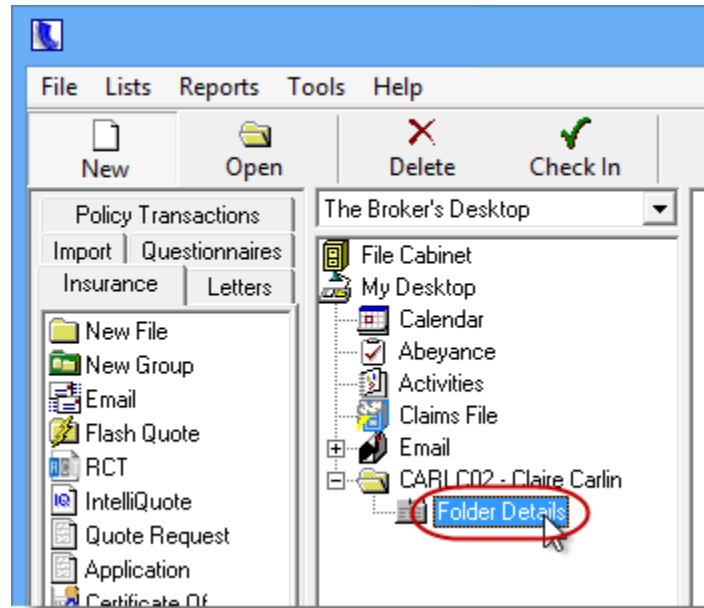 File Lists Reports Tools Help
New Open Delete Check In
Policy Transactions
Import Questionnaires
Insurance Letters
New File
New Group
Email
Flash Quote
RCT
IntelliQuote
Quote Request
Application
Certificate Of
The Broker's Desktop
File Cabinet
My Desktop
Calendar
Abeyance
Activities
Claims File
Email
CARLC02 - Claire Carlin
Folder Details